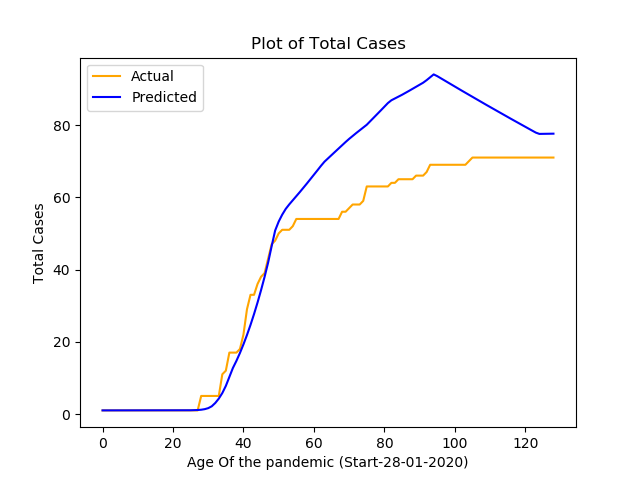 Plot of Total Cases
Actual
Predicted
Total Cases
80
60
40
20
0
0 20 40 60 80 100 120
Age Of the pandemic (Start-28-01-2020)